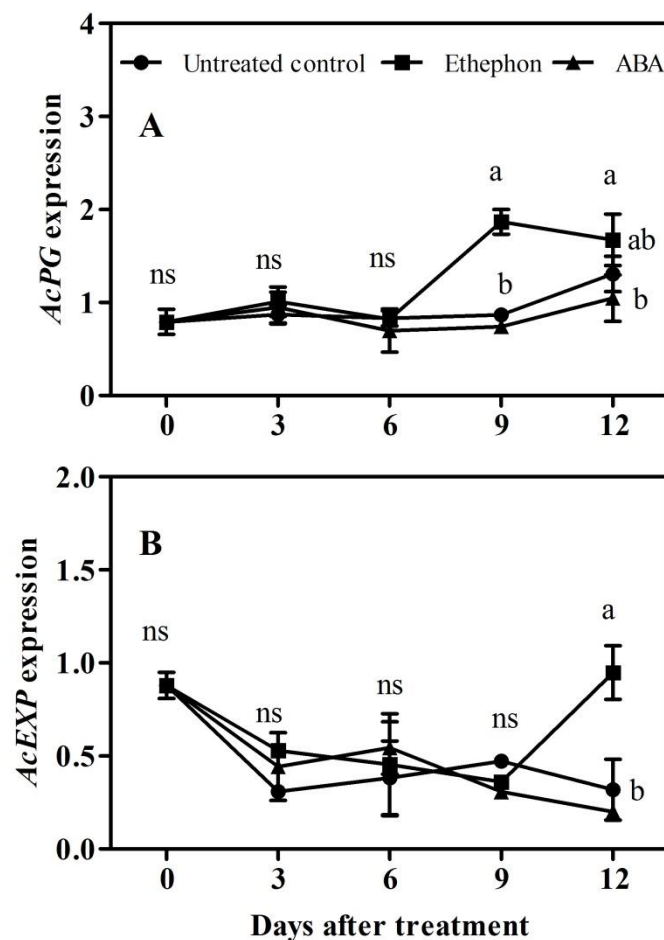 4
Untreated control Ethephon ABA
A
3
a a
2
ns ns ns
ab
b
1
b
0
0 3 6 9 12
AcPG expression
2.0
B
1.5
a
ns
1.0
ns ns ns
0.5
b
0.0
0 3 6 9 12
AcEXP expression
Days after treatment